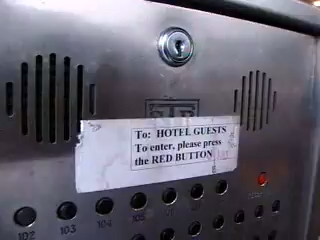 To: HOTEL GUESTS
To enter, please press
the RED BUTTON
102 103 104 105